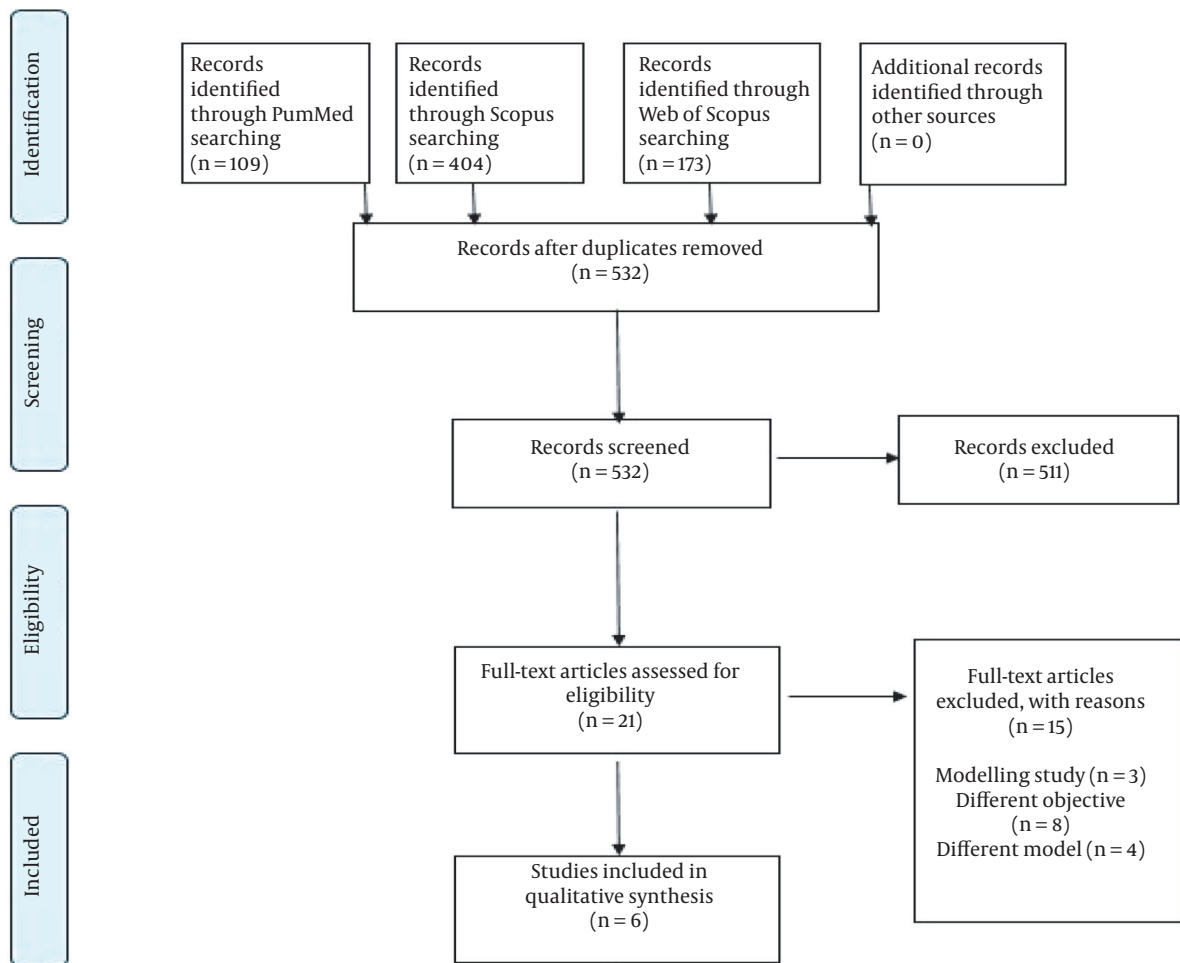 Identification
Records
identified
through PumMed
searching
(n = 109)
Records
identified
through Scopus
searching
(n = 404)
Records
identified through
Web of Scopus
searching
(n = 173)
Additional records
identified through
other sources
(n = 0)
Records after duplicates removed
(n = 532)
Screening
Records screened
(n = 532)
Records excluded
(n = 511)
Eligibility
Full-text articles assessed for
eligibility
(n = 21)
Full-text articles
excluded, with reasons
(n = 15)
Modelling study (n = 3)
Different objective
(n = 8)
Different model (n = 4)
Included
Studies included in
qualitative synthesis
(n = 6)